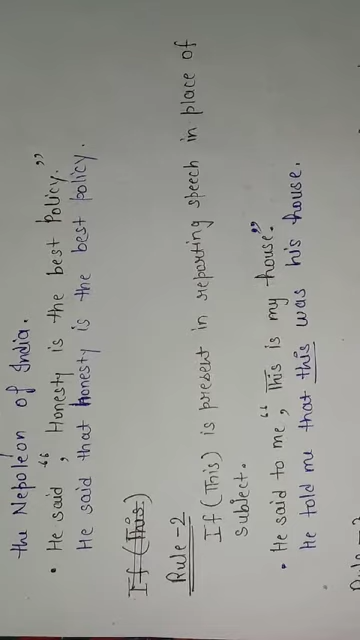 the Nepoleon of India.
• He said, "Honesty is the best Policy."
He said that honesty is the best policy.
If (This)
Rule-2
If (This) is present in reporting speech in place of
subject.
• He said to me, "This is my house."
He told me that this was his house.